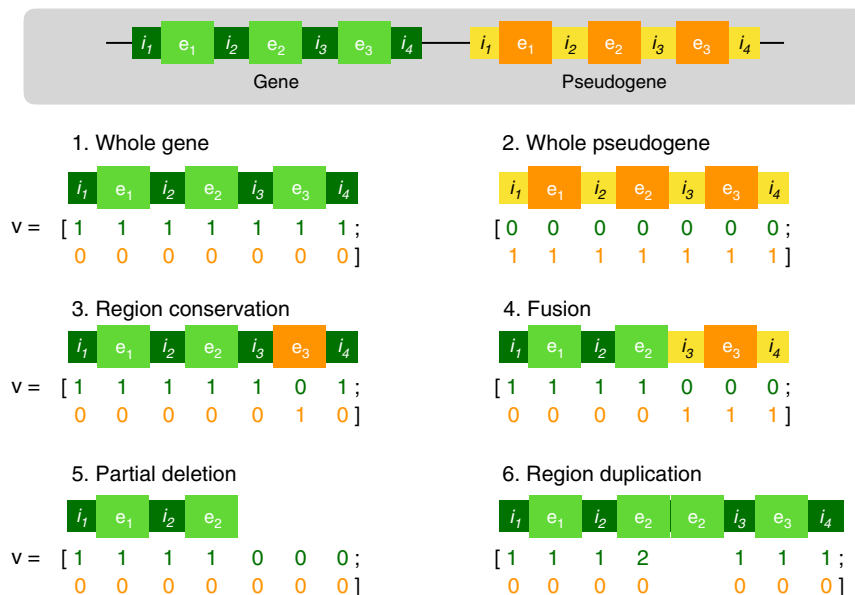 i1 e1 i2 e2 i3 e3 i4 i1 e1 i2 e2 i3 e3 i4
Gene Pseudogene
1. Whole gene
i1 e1 i2 e2 i3 e3 i4
v = [ 1 1 1 1 1 1 1 ;
0 0 0 0 0 0 0 ]
2. Whole pseudogene
i1 e1 i2 e2 i3 e3 i4
[ 0 0 0 0 0 0 0 ;
1 1 1 1 1 1 1 ]
3. Region conservation
i1 e1 i2 e2 i3 e3 i4
v = [ 1 1 1 1 1 0 1 ;
0 0 0 0 0 1 0 ]
4. Fusion
i1 e1 i2 e2 i3 e3 i4
[ 1 1 1 1 0 0 0 ;
0 0 0 0 1 1 1 ]
5. Partial deletion
i1 e1 i2 e2
v = [ 1 1 1 1 0 0 0 ;
0 0 0 0 0 0 0 ]
6. Region duplication
i1 e1 i2 e2 e2 i3 e3 i4
[ 1 1 1 2 1 1 1 ;
0 0 0 0 0 0 0 ]